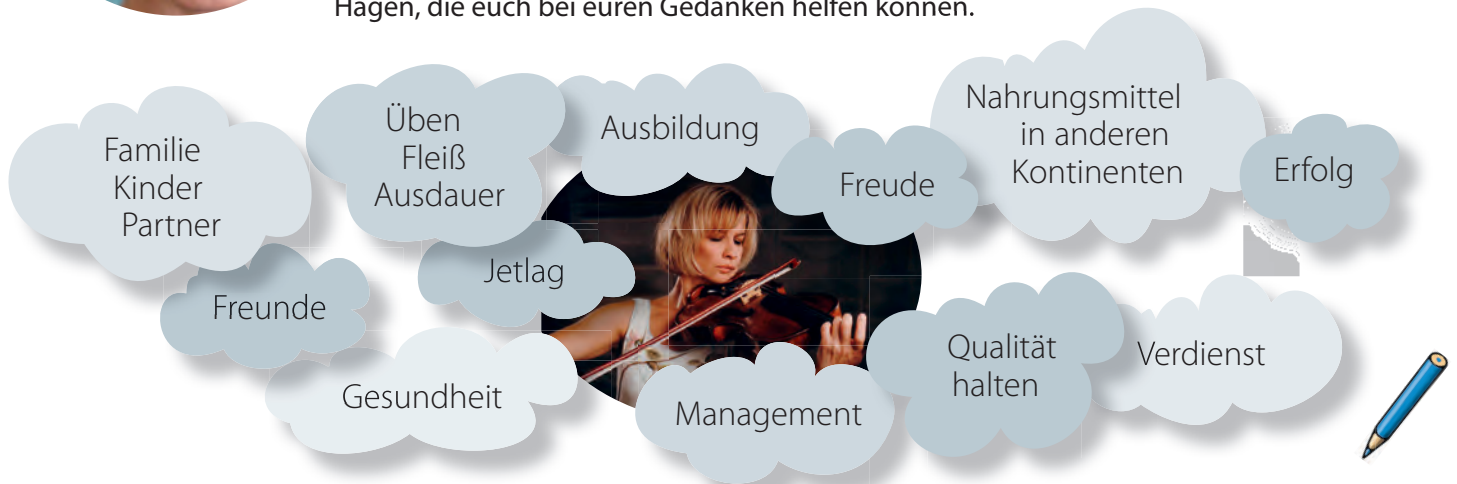 Hagen, die euch bei euren Gedanken helfen können.
Familie
Kinder
Partner
Üben
Fleiß
Ausdauer
Ausbildung
Freude
Nahrungsmittel
in anderen
Kontinenten
Erfolg
Freunde
Jetlag
Gesundheit
Management
Qualität
halten
Verdienst